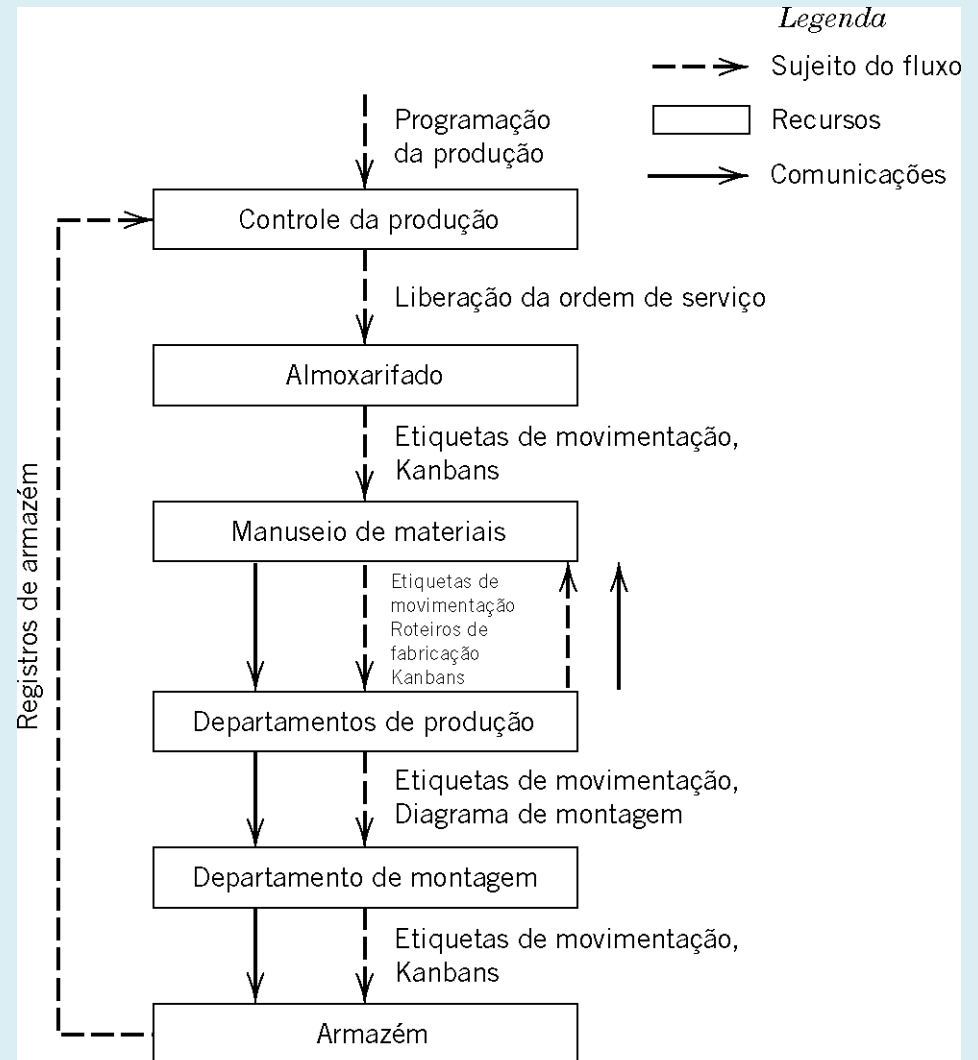 Legenda
Sujeito do fluxo
Recursos
Comunicações
Programação
da produção
Controle da produção
Liberação da ordem de serviço
Almoxarifado
Etiquetas de movimentação,
Kanbans
Manuseio de materiais
Etiquetas de
movimentação
Roteiros de
fabricação
Kanbans
Departamentos de produção
Etiquetas de movimentação,
Diagrama de montagem
Departamento de montagem
Etiquetas de movimentação,
Kanbans
Armazém
Registros de armazém